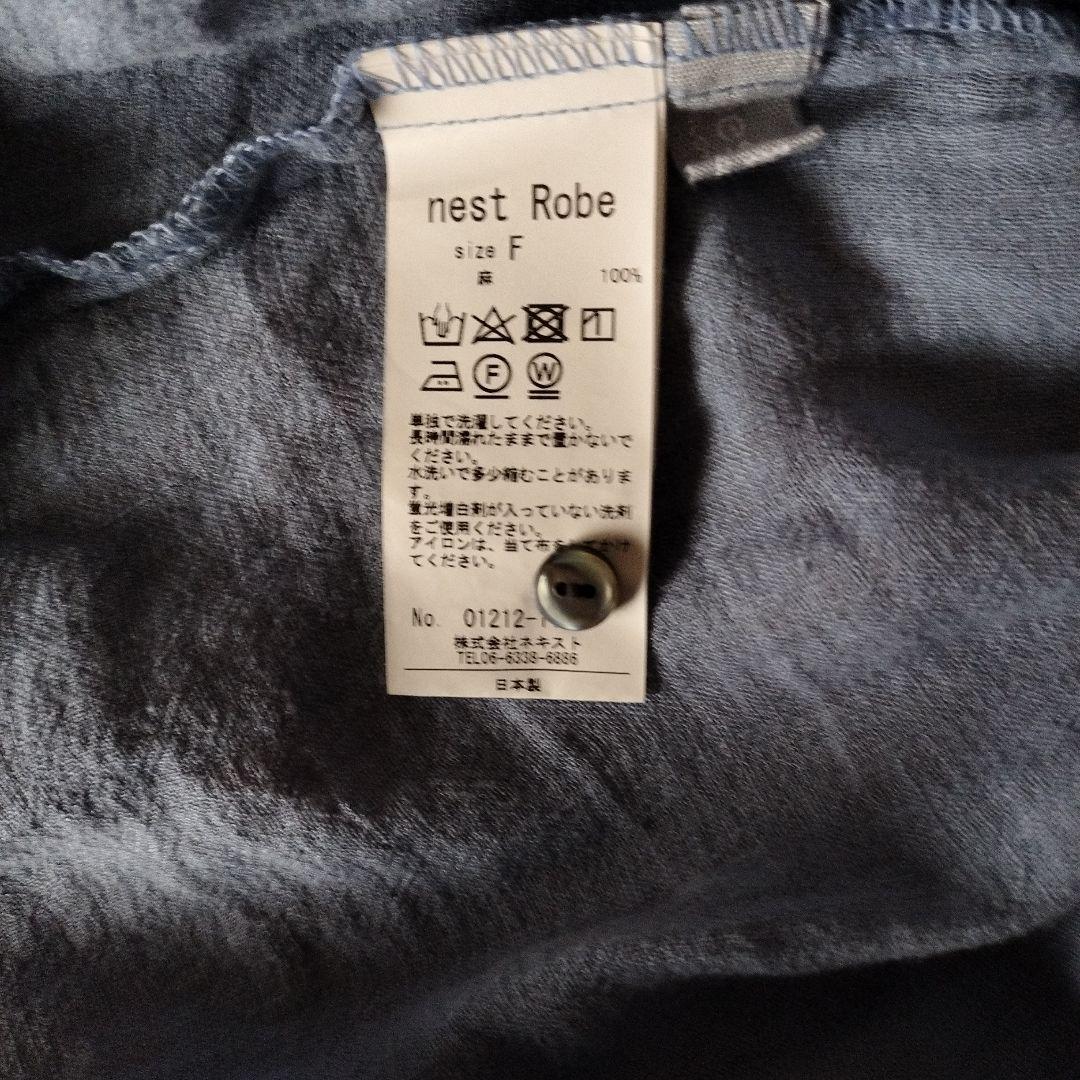 nest Robe
size F
麻 100%
F W
単独で洗濯してください。
長時間濡れたままで置かないで
ください。
水洗いで多少縮むことがありま
す。
蛍光増白剤が入っていない洗剤
をご使用ください。
アイロンは、当て布
てください。
No. 01212-1
株式会社ネキスト
TEL06-6338-6886
日本製